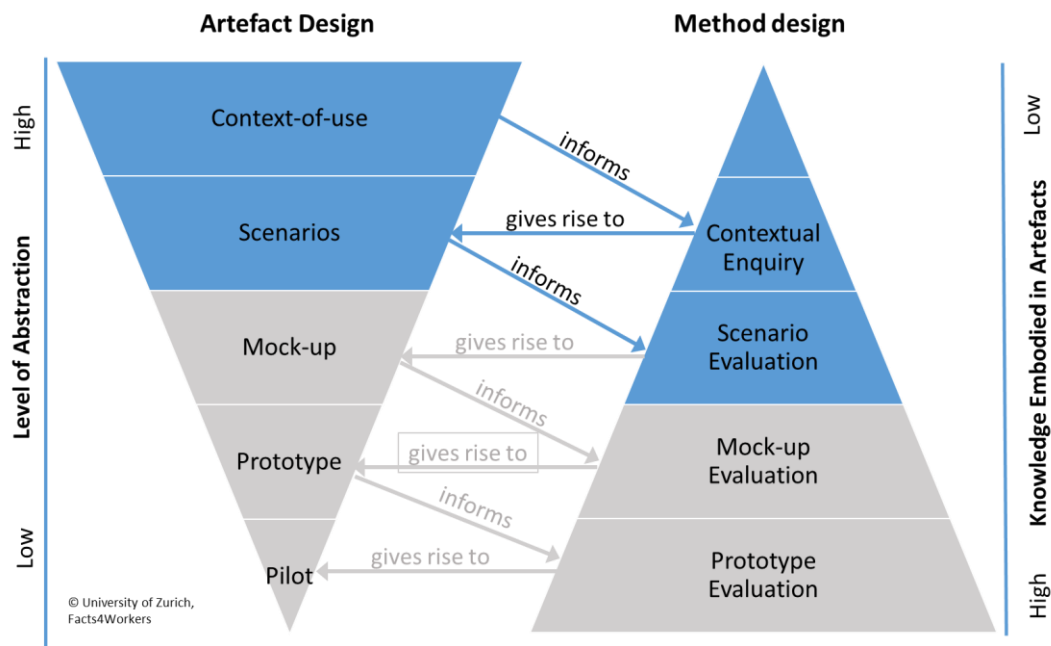 Artefact Design
Method design
High
Level of Abstraction
Low
Context-of-use
Scenarios
Mock-up
Prototype
Pilot
informs
gives rise to
informs
gives rise to
informs
gives rise to
informs
gives rise to
Contextual
Enquiry
Scenario
Evaluation
Mock-up
Evaluation
Prototype
Evaluation
Low
Knowledge Embodied in Artefacts
High
© University of Zurich,
Facts4Workers